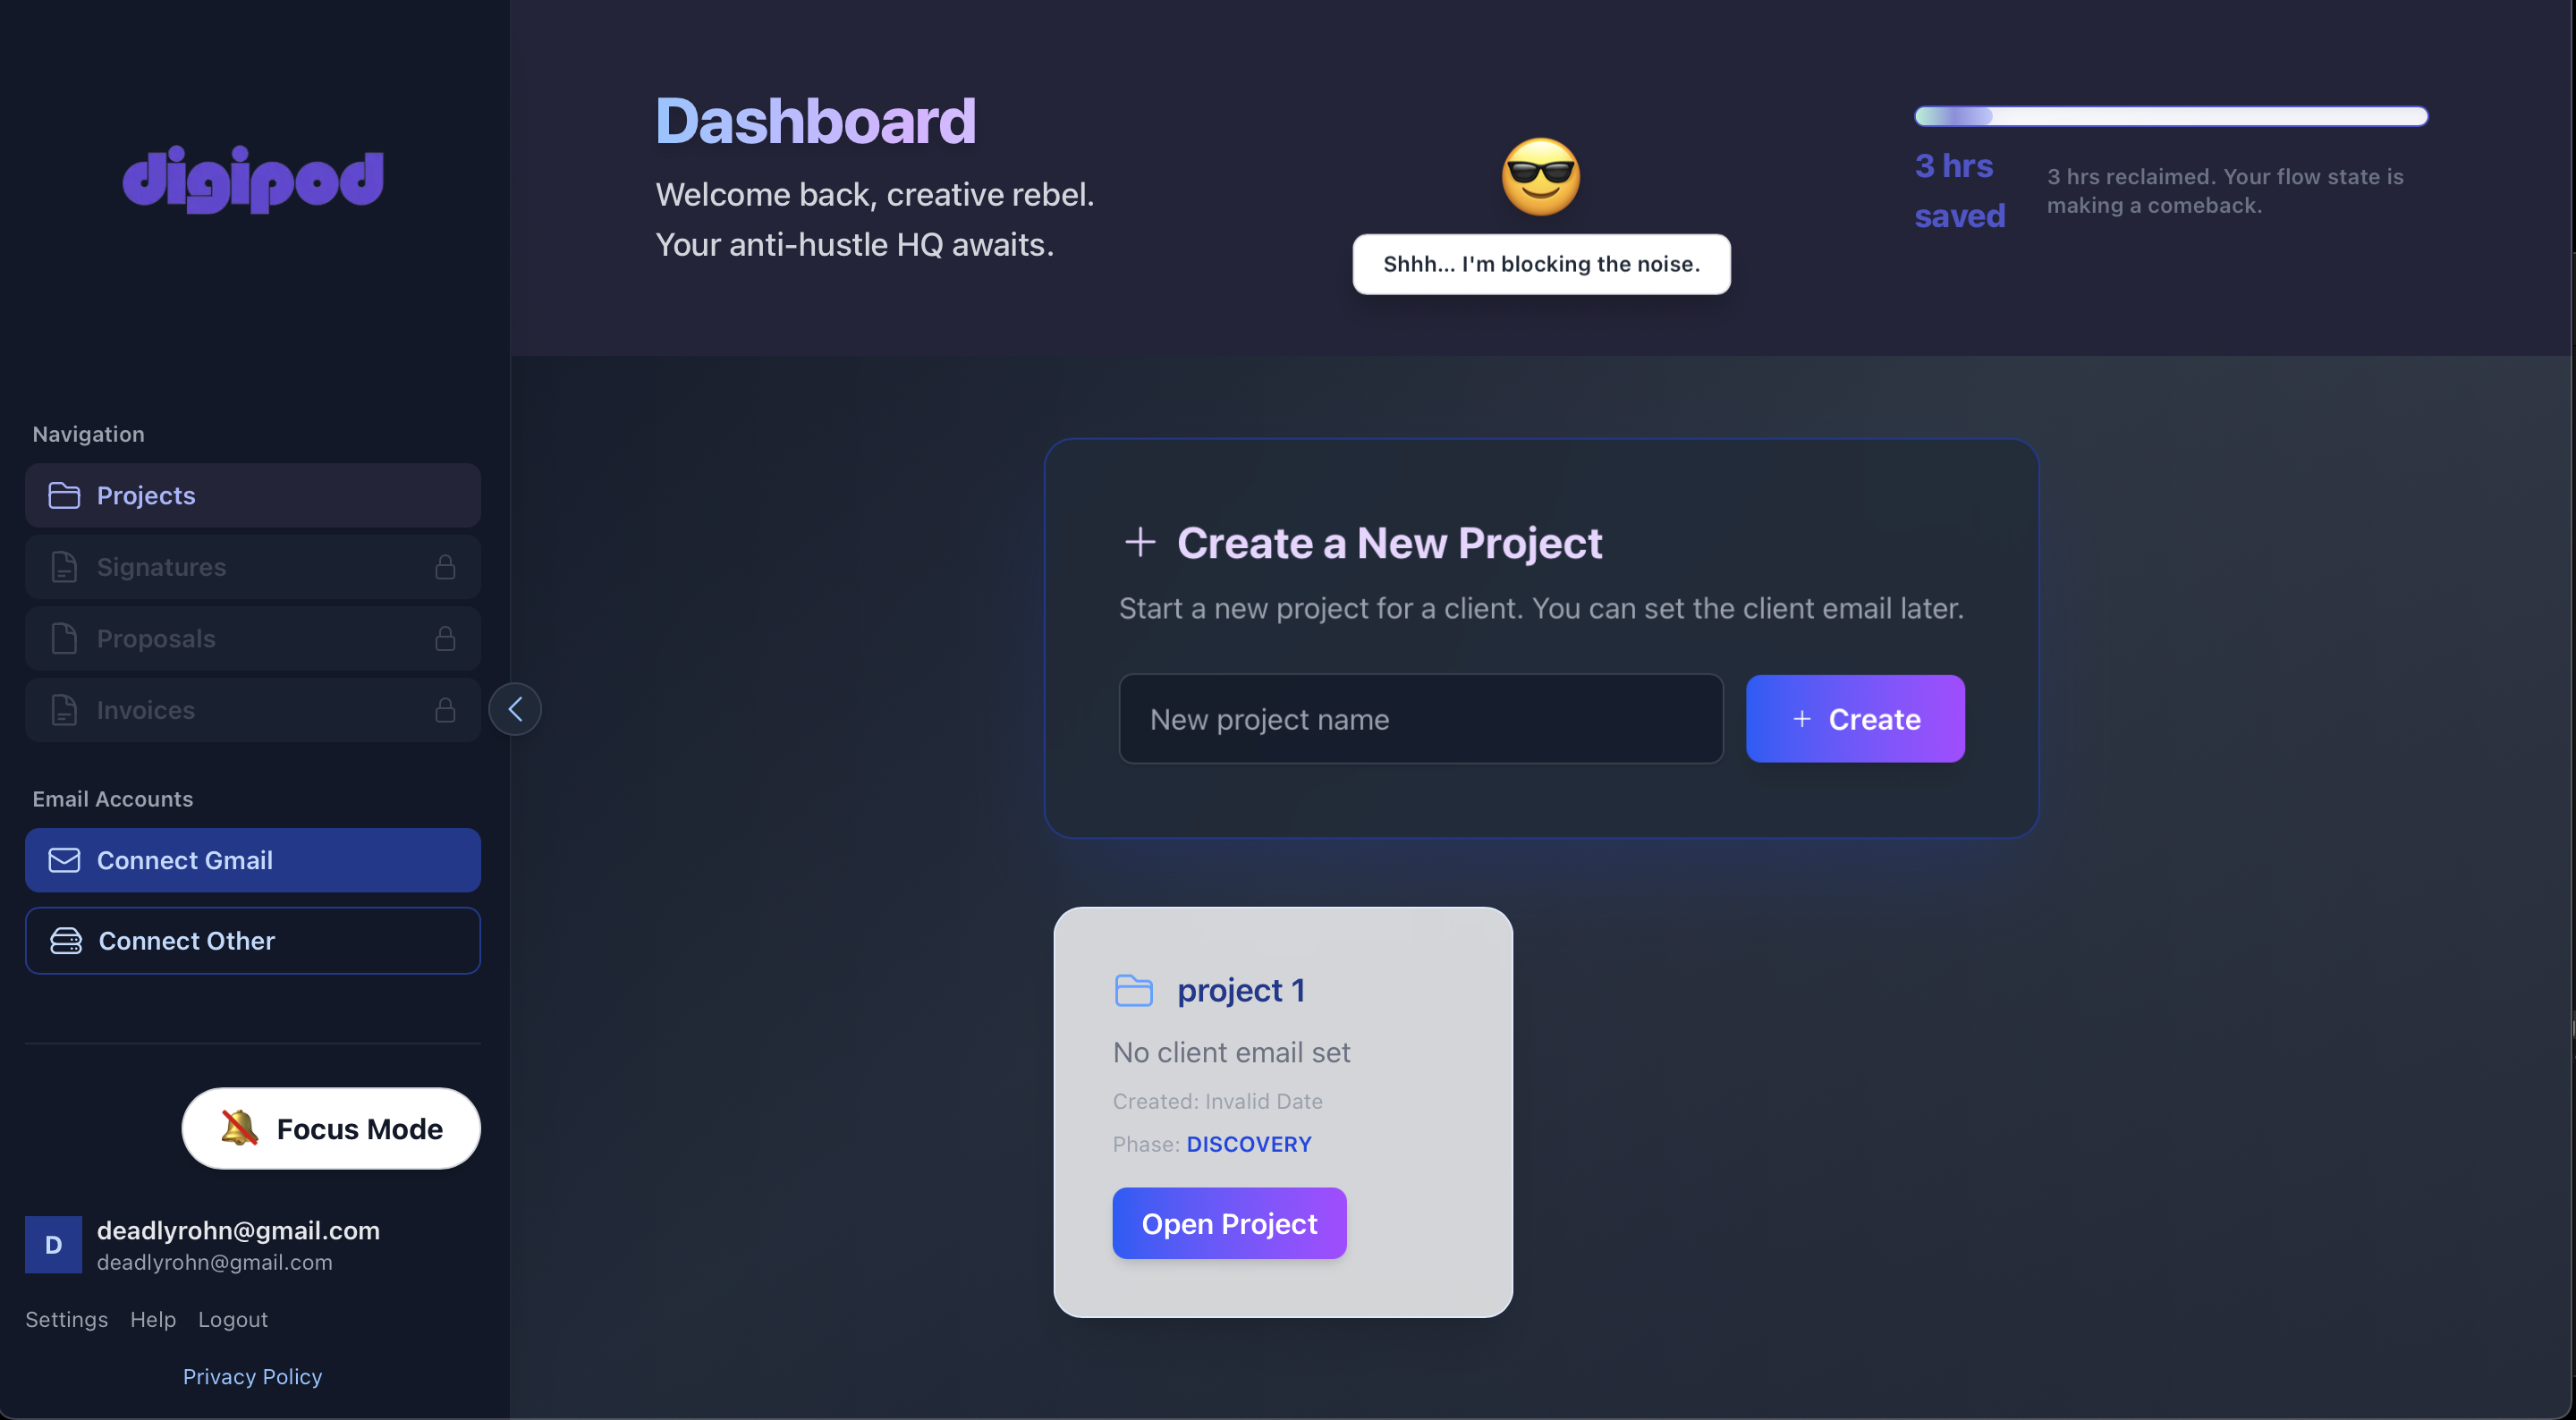 digipod
Navigation
Projects
Signatures
Proposals
Invoices
Email Accounts
Connect Gmail
Connect Other
Focus Mode
D
deadlyrohn@gmail.com
deadlyrohn@gmail.com
Settings Help Logout
Privacy Policy
Dashboard
Welcome back, creative rebel.
Your anti-hustle HQ awaits.
Shhh... I'm blocking the noise.
3 hrs
saved
3 hrs reclaimed. Your flow state is
making a comeback.
Create a New Project
Start a new project for a client. You can set the client email later.
New project name
+ Create
project 1
No client email set
Created: Invalid Date
Phase: DISCOVERY
Open Project